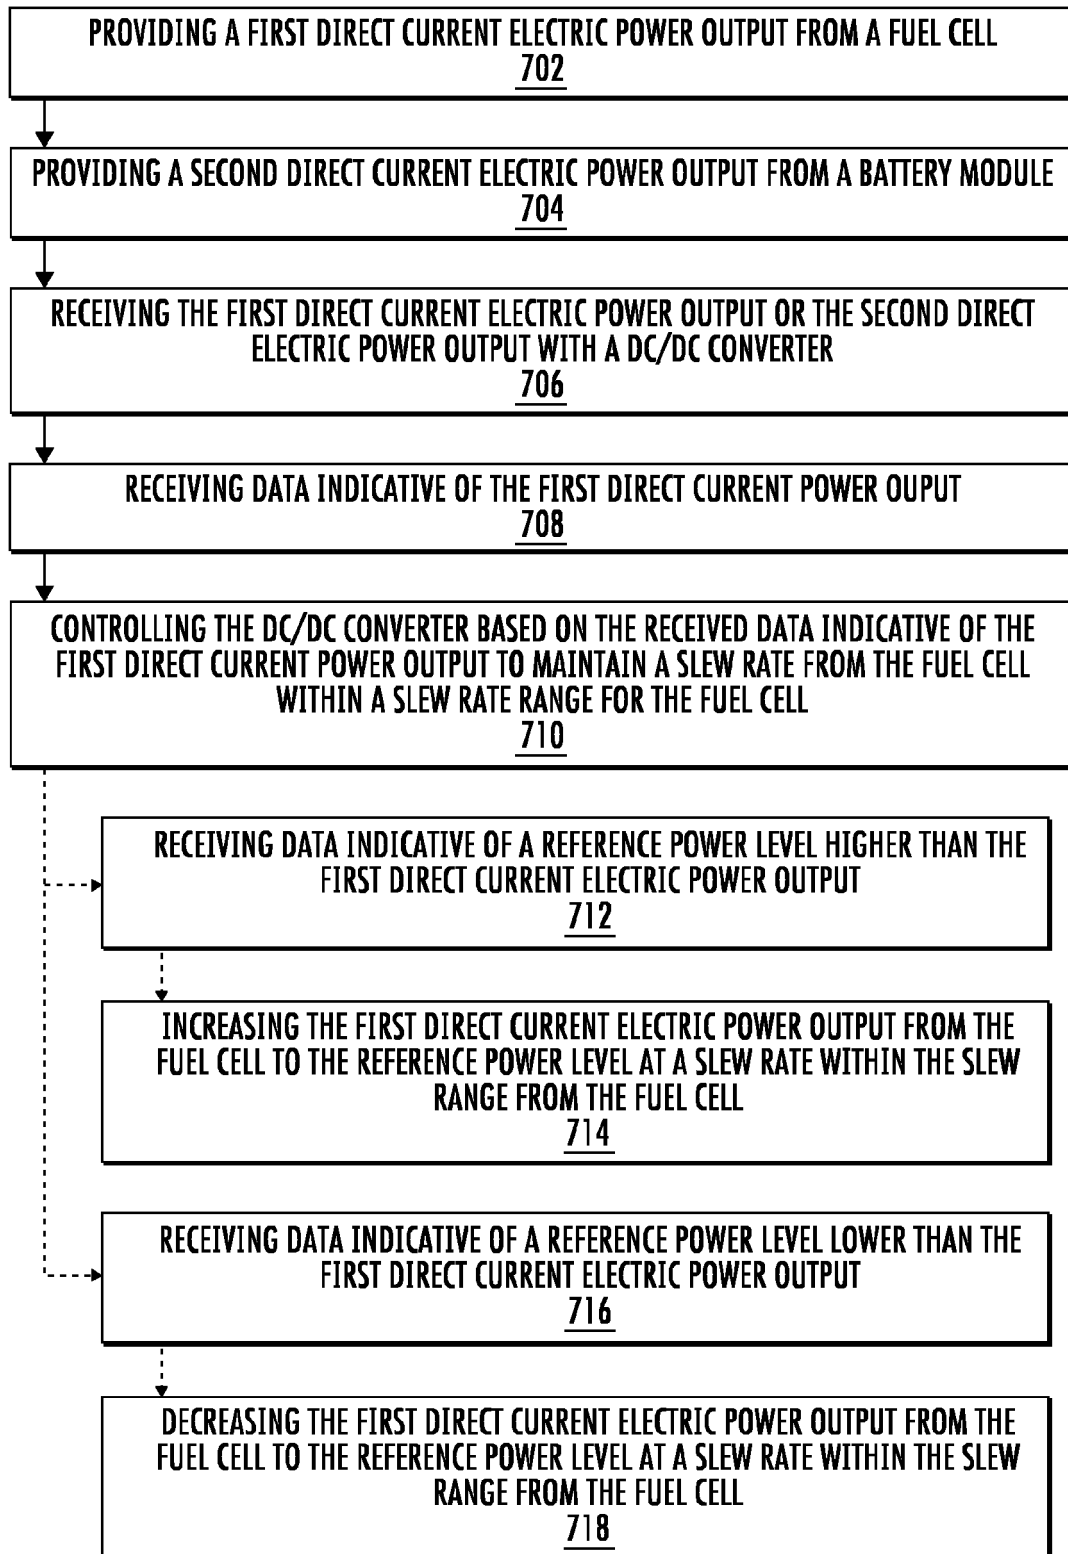 PROVIDING A FIRST DIRECT CURRENT ELECTRIC POWER OUTPUT FROM A FUEL CELL
702
PROVIDING A SECOND DIRECT CURRENT ELECTRIC POWER OUTPUT FROM A BATTERY MODULE
704
RECEIVING THE FIRST DIRECT CURRENT ELECTRIC POWER OUTPUT OR THE SECOND DIRECT
ELECTRIC POWER OUTPUT WITH A DC/DC CONVERTER
706
RECEIVING DATA INDICATIVE OF THE FIRST DIRECT CURRENT POWER OUPUT
708
CONTROLLING THE DC/DC CONVERTER BASED ON THE RECEIVED DATA INDICATIVE OF THE
FIRST DIRECT CURRENT POWER OUTPUT TO MAINTAIN A SLEW RATE FROM THE FUEL CELL
WITHIN A SLEW RATE RANGE FOR THE FUEL CELL
710
RECEIVING DATA INDICATIVE OF A REFERENCE POWER LEVEL HIGHER THAN THE
FIRST DIRECT CURRENT ELECTRIC POWER OUTPUT
712
INCREASING THE FIRST DIRECT CURRENT ELECTRIC POWER OUTPUT FROM THE
FUEL CELL TO THE REFERENCE POWER LEVEL AT A SLEW RATE WITHIN THE SLEW
RANGE FROM THE FUEL CELL
714
RECEIVING DATA INDICATIVE OF A REFERENCE POWER LEVEL LOWER THAN THE
FIRST DIRECT CURRENT ELECTRIC POWER OUTPUT
716
DECREASING THE FIRST DIRECT CURRENT ELECTRIC POWER OUTPUT FROM THE
FUEL CELL TO THE REFERENCE POWER LEVEL AT A SLEW RATE WITHIN THE SLEW
RANGE FROM THE FUEL CELL
718